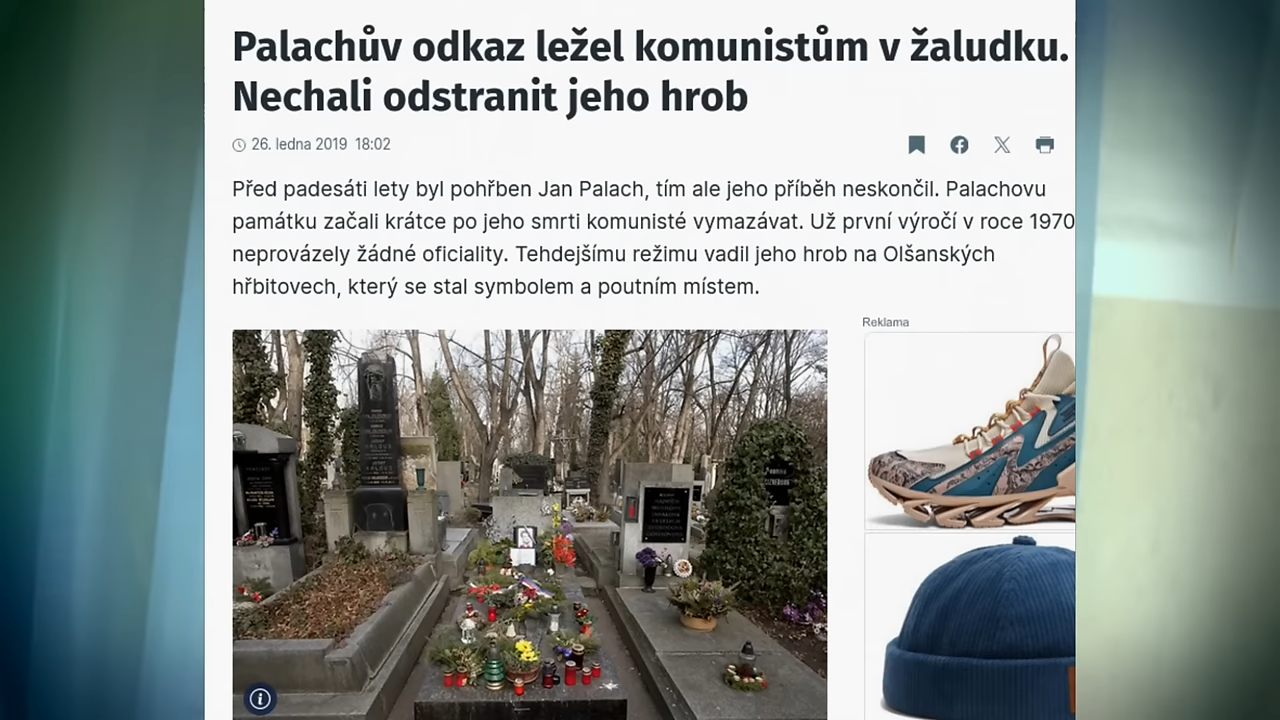 Palachův odkaz ležel komunistům v žaludku.
Nechali odstranit jeho hrob
26. ledna 2019 18:02
Před padesáti lety byl pohřben Jan Palach, tím ale jeho příběh neskončil. Palachovu
památku začali krátce po jeho smrti komunisté vymazávat. Už první výročí v roce 1970
neprovázely žádné oficiality. Tehdejšímu režimu vadil jeho hrob na Olšanských
hřbitovech, který se stal symbolem a poutním místem.
Reklama